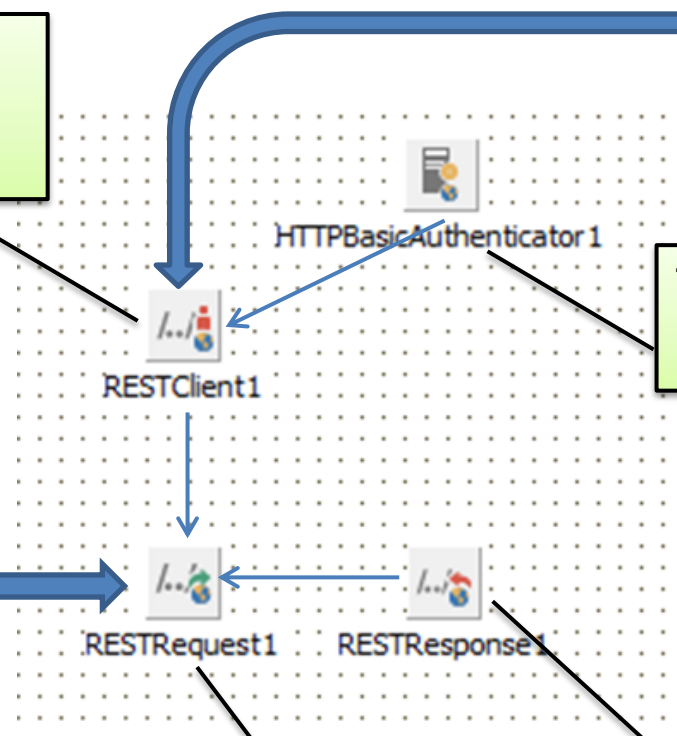 HTTPBasicAuthenticator1
/../
RESTClient1
/../
/../
RESTRequest1
RESTResponse1